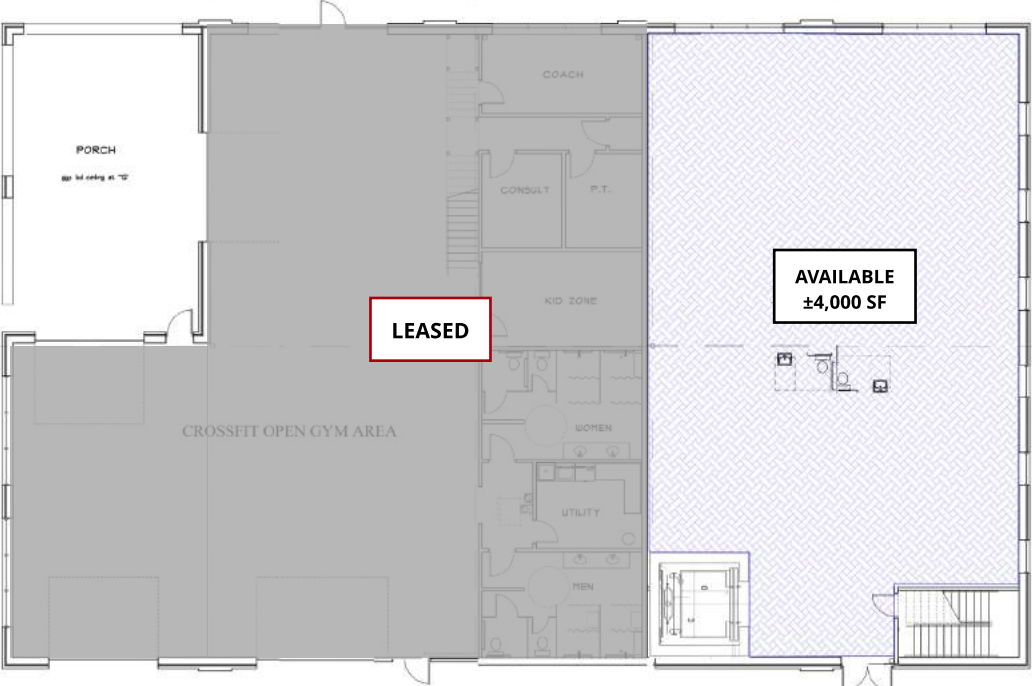 COACH
PORCH
CONSULT
P.T.
AVAILABLE
±4,000 SF
KID ZONE
LEASED
CROSSFIT OPEN GYM AREA
WOMEN
UTILITY
MEN